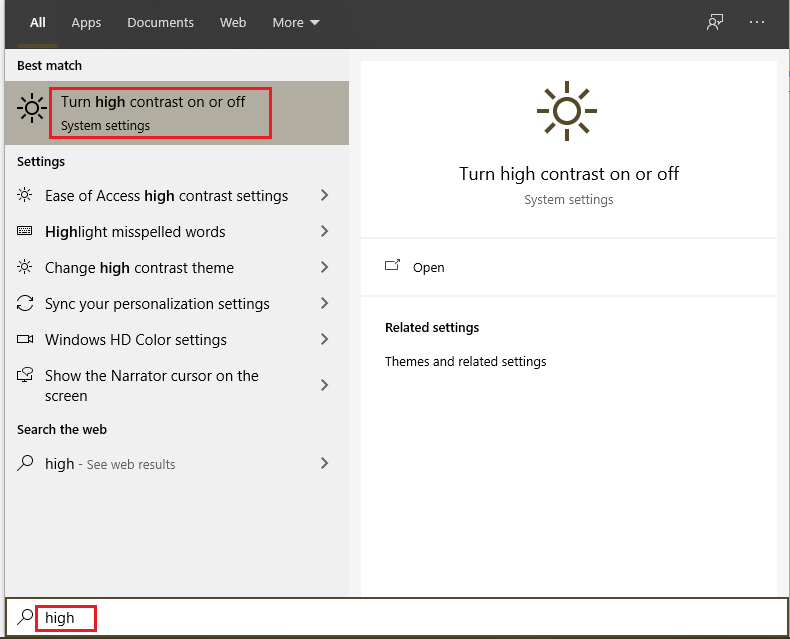 All Apps Documents Web More
Best match
Turn high contrast on or off
System settings
Settings
Ease of Access high contrast settings
Highlight misspelled words
Change high contrast theme
Sync your personalization settings
Windows HD Color settings
Show the Narrator cursor on the
screen
Search the web
high - See web results
Turn high contrast on or off
System settings
Open
Related settings
Themes and related settings
high